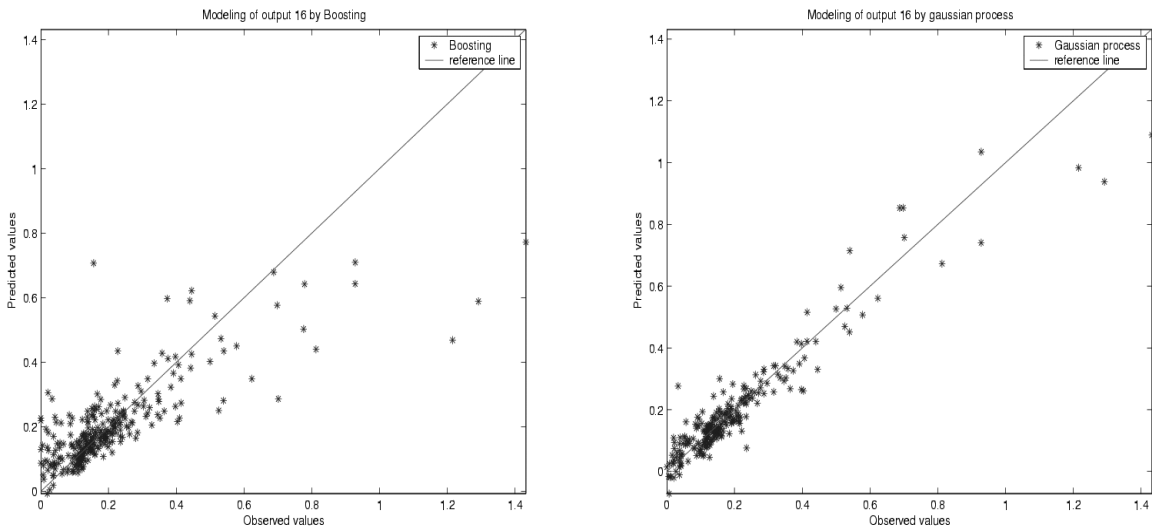 Modeling of output 16 by Boosting
1.4
1.2
1
0.8
0.6
0.4
0.2
0
Predicted values
Boosting
reference line
0 0.2 0.4 0.6 0.8 1 1.2 1.4
Observed values
Modeling of output 16 by gaussian process
1.4
1.2
1
0.8
0.6
0.4
0.2
0
Predicted values
Gaussian process
reference line
0 0.2 0.4 0.6 0.8 1 1.2 1.4
Observed values